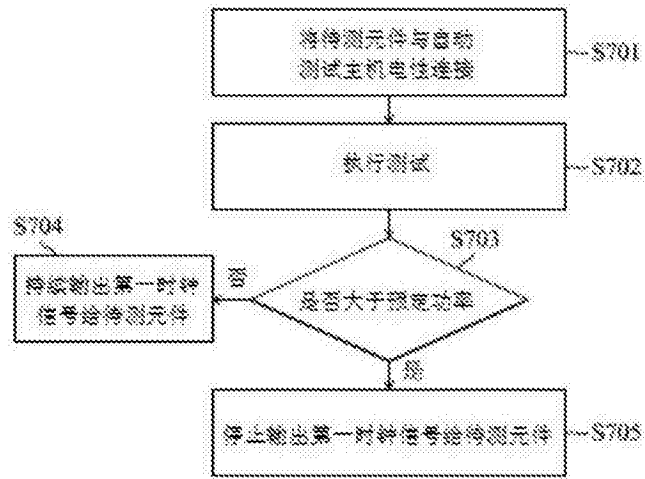 将待测元件与自动
测试主机电性连接
S701
执行测试
S702
S703
是否大于预定功率
否
S704
持续输出第一时钟
信号给待测元件
是
停止输出第一时钟信号给待测元件
S705